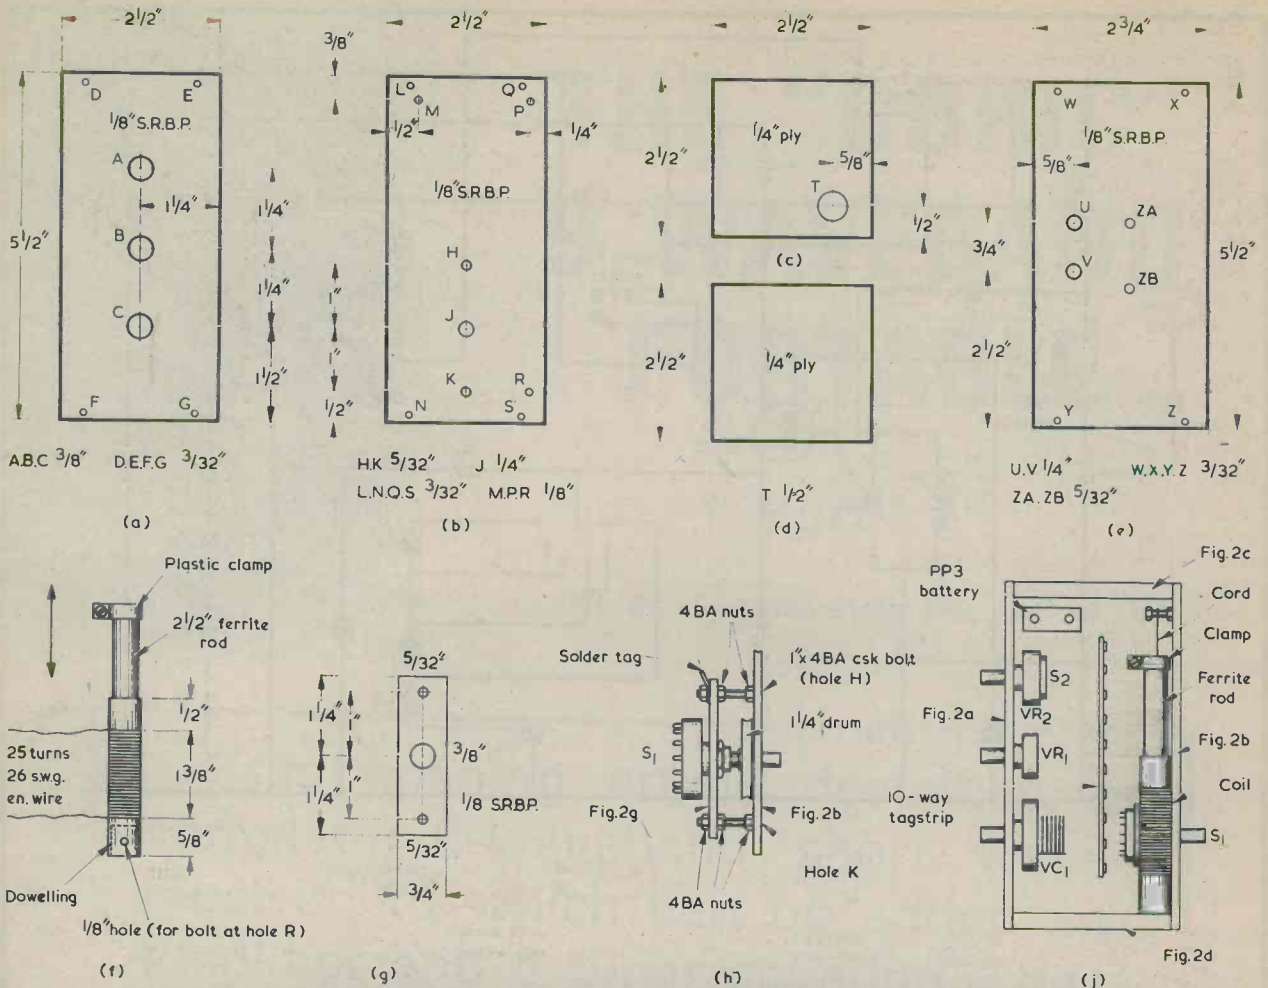 2 1/2"
5 1/2"
D
E
1/8" S.R.B.P.
A
1 1/4"
B
C
F
G
1 1/4"
1 1/4"
1 1/2"
A.B.C 3/8" D.E.F.G 3/32"
(a)
2 1/2"
3/8"
L
Q
M
P
1/2"
1/4"
1/8" S.R.B.P.
H
J
K
R
N
S
1"
1"
1/2"
H.K 5/32" J 1/4"
L.N.Q.S 3/32" M.P.R 1/8"
(b)
2 1/2"
1/4" ply
5/8"
2 1/2"
T
1/2"
(c)
2 1/2"
1/4" ply
T 1/2"
(d)
2 3/4"
W
X
1/8" S.R.B.P.
5/8"
U
ZA
3/4"
V
ZB
5 1/2"
2 1/2"
Y
Z
U.V 1/4" W.X.Y.Z 3/32"
ZA.ZB 5/32"
(e)
Plastic clamp
2 1/2" ferrite
rod
1/2"
25 turns
26 s.w.g.
en. wire
1 3/8"
5/8"
Dowelling
1/8" hole (for bolt at hole R)
(f)
5/32"
1 1/4"
1"
3/8"
1 1/4"
1"
1/8 S.R.B.P.
5/32"
3/4"
(g)
4BA nuts
Solder tag
1" x 4BA csk bolt
(hole H)
1 1/4" drum
S1
Fig.2g
Fig.2b
Hole K
4BA nuts
(h)
PP3
battery
Fig.2c
Cord
Clamp
S2
Ferrite
rod
Fig.2a
VR2
Fig.2b
VR1
Coil
10-way
tagstrip
S1
VC1
Fig.2d
(j)